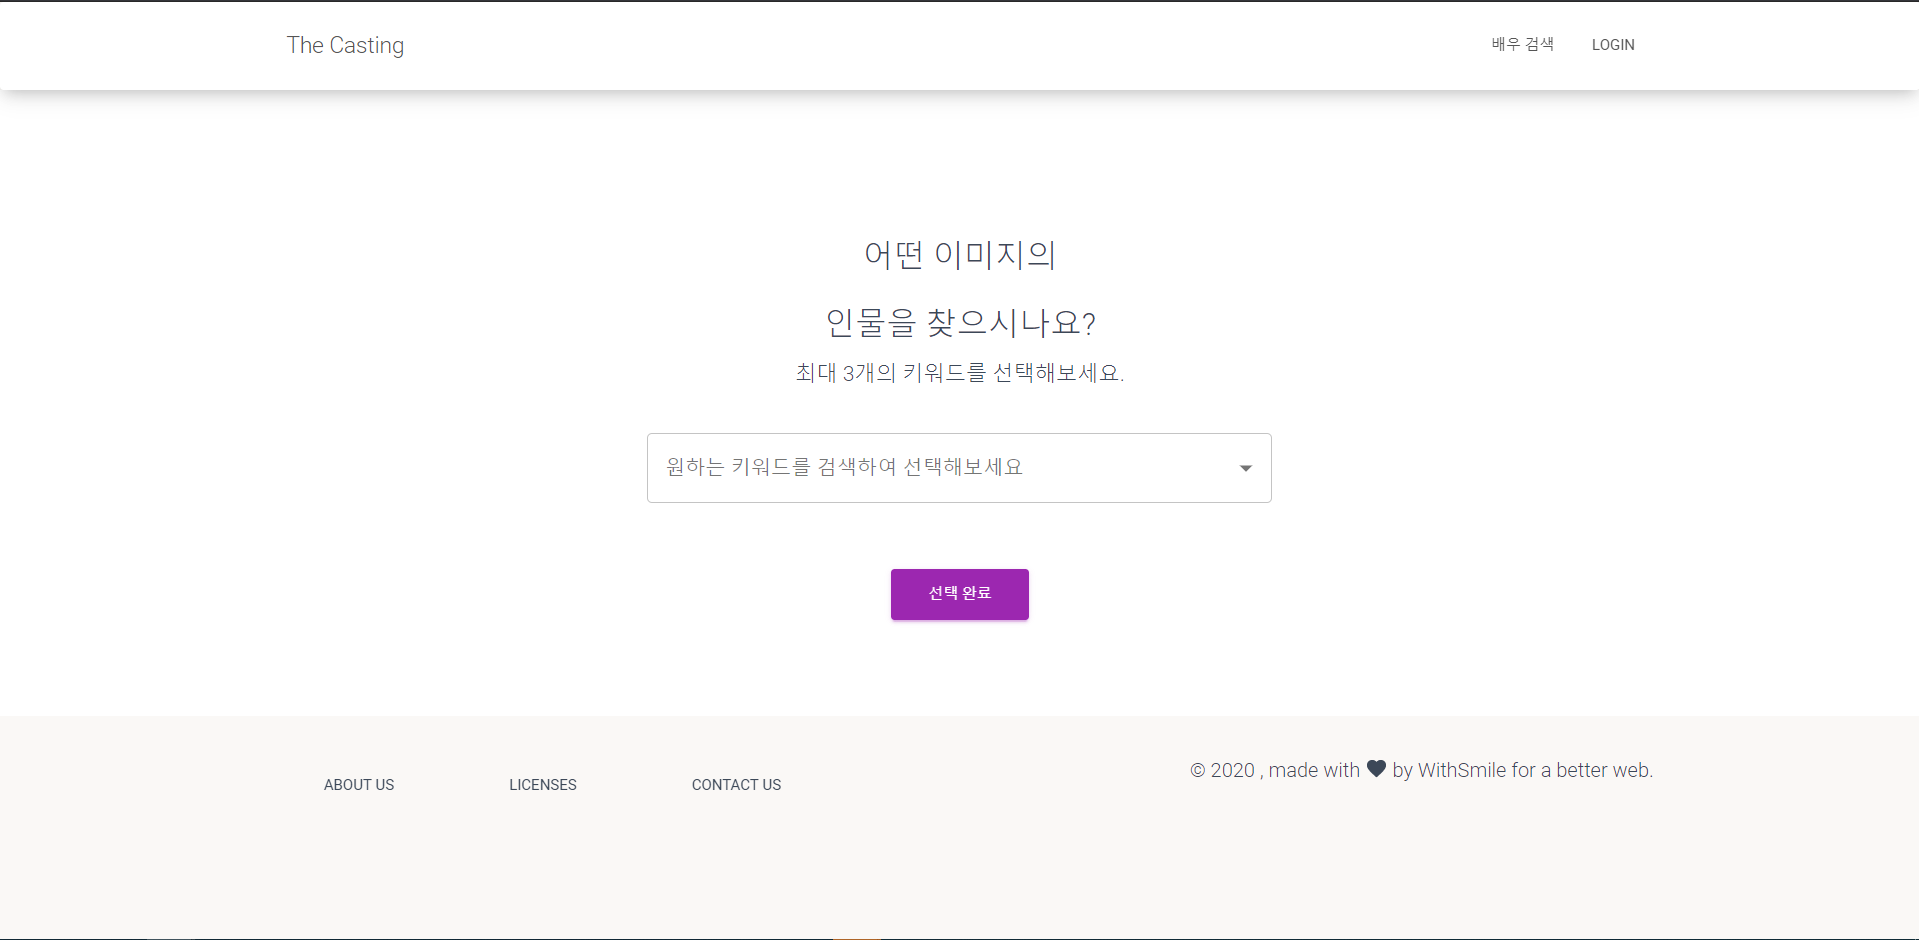 The Casting
배우 검색
LOGIN
어떤 이미지의
인물을 찾으시나요?
최대 3개의 키워드를 선택해보세요.
원하는 키워드를 검색하여 선택해보세요
선택 완료
ABOUT US
LICENSES
CONTACT US
© 2020 , made with ♥ by WithSmile for a better web.